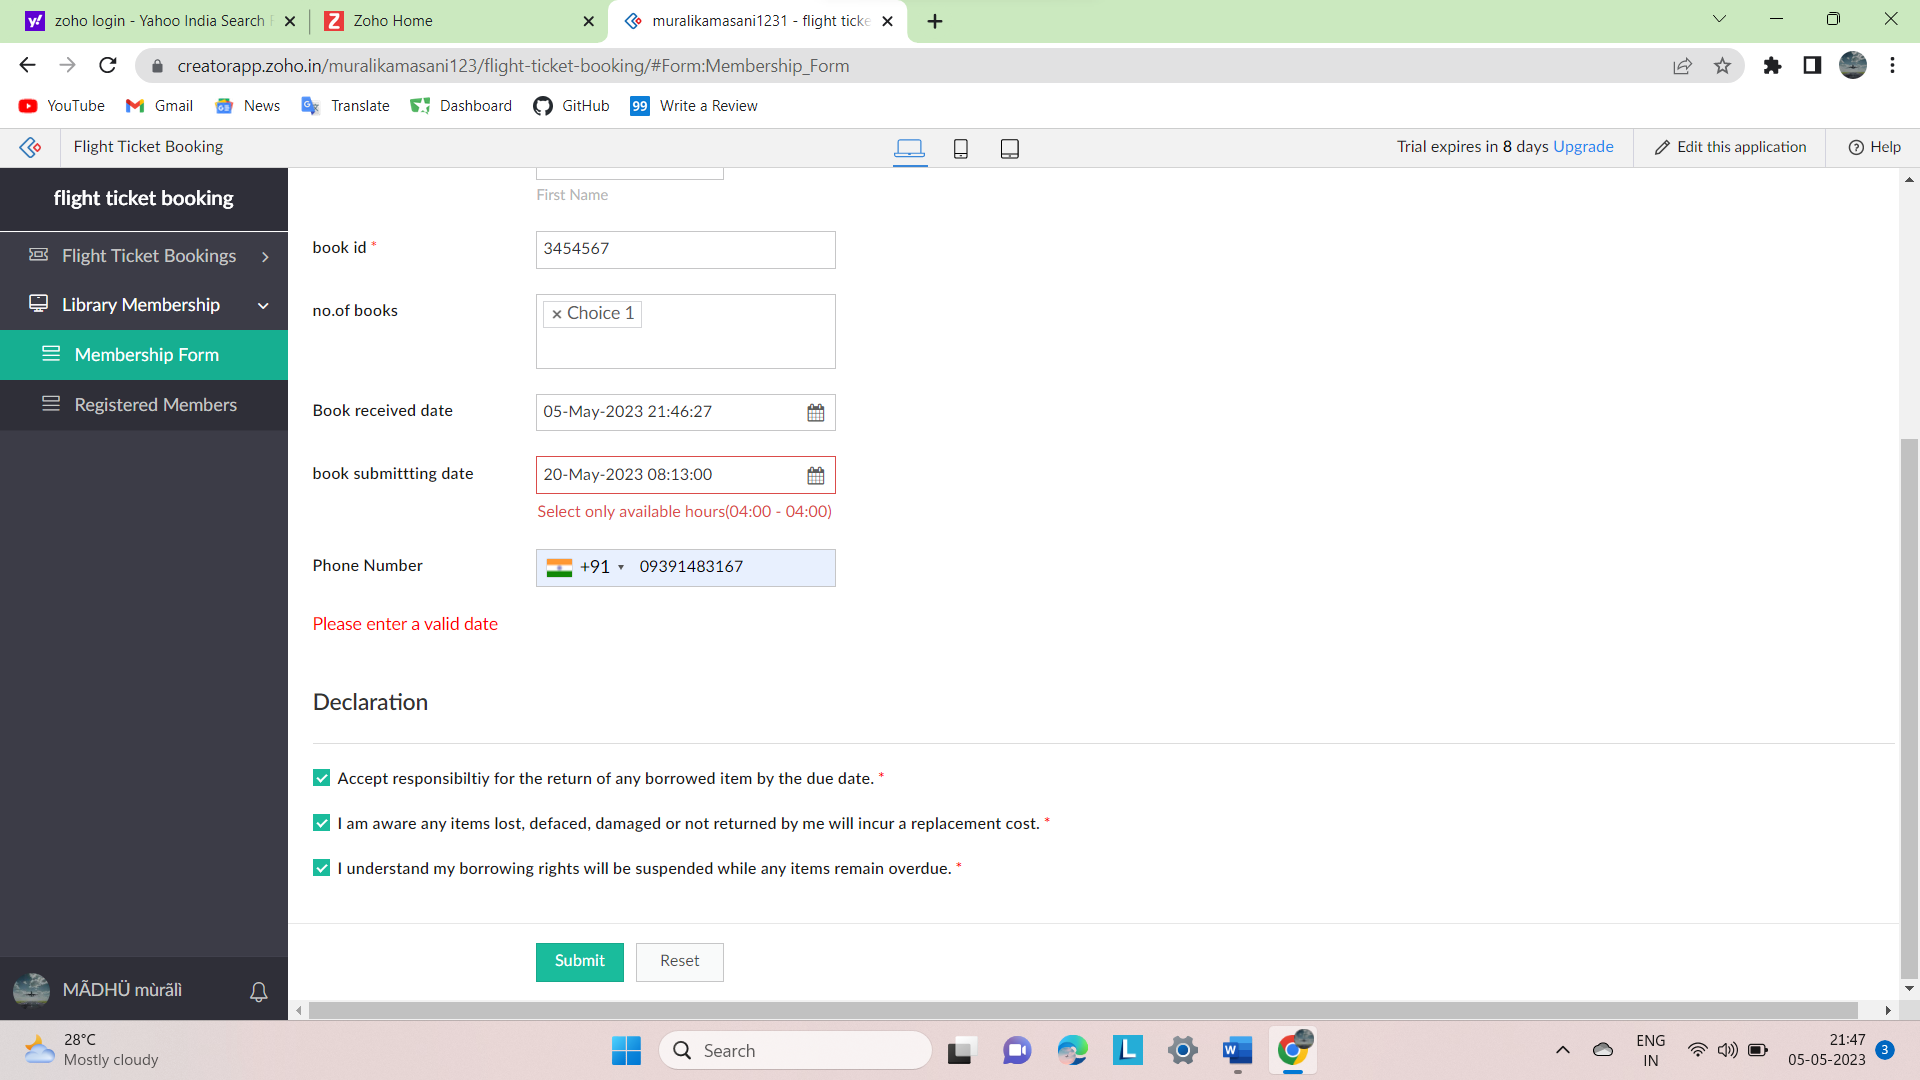 zoho login - Yahoo India Search
Zoho Home
muralikamasani1231 - flight ticke
creatorapp.zoho.in/muralikamasani123/flight-ticket-booking/#Form:Membership_Form
YouTube
Gmail
News
Translate
Dashboard
GitHub
99
Write a Review
Flight Ticket Booking
Trial expires in 8 days Upgrade
Edit this application
Help
flight ticket booking
Flight Ticket Bookings
Library Membership
Membership Form
Registered Members
First Name
book id *
3454567
no.of books
× Choice 1
Book received date
05-May-2023 21:46:27
book submittting date
20-May-2023 08:13:00
Select only available hours(04:00 - 04:00)
Phone Number
+91 09391483167
Please enter a valid date
Declaration
Accept responsibiltiy for the return of any borrowed item by the due date. *
I am aware any items lost, defaced, damaged or not returned by me will incur a replacement cost. *
I understand my borrowing rights will be suspended while any items remain overdue. *
Submit
Reset
MÃDHÜ mùrãlì
28°C
Mostly cloudy
Search
ENG
IN
21:47
05-05-2023
3